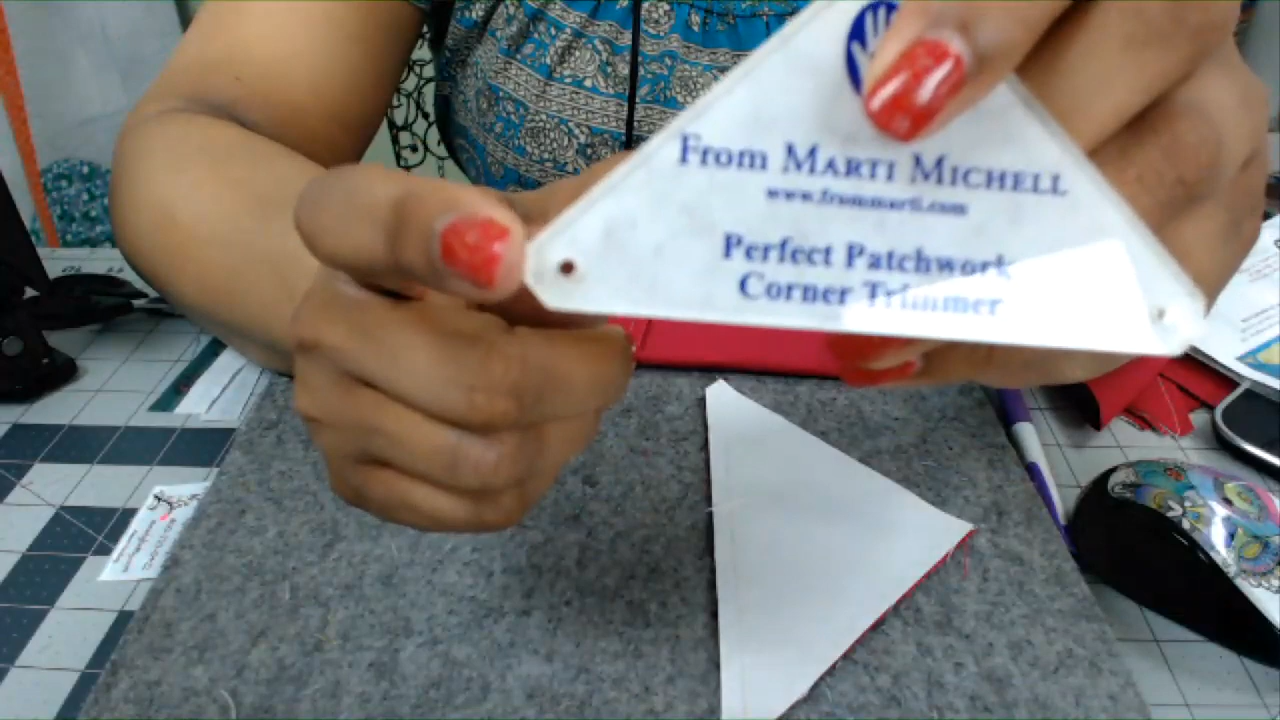 From MARTI MICHELL
www.frommarti.com
Perfect Patchwork
Corner Trimmer